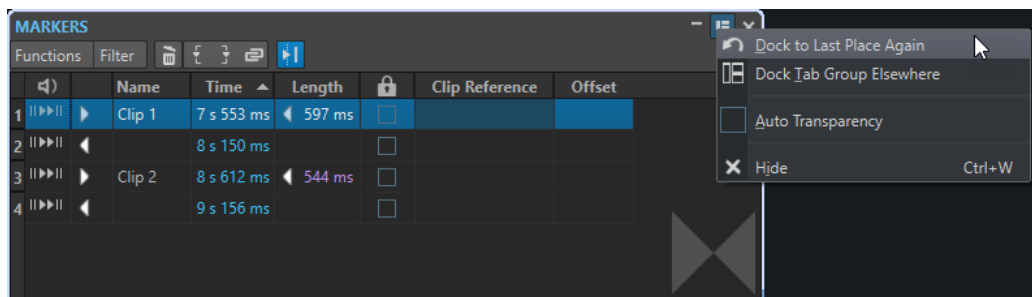 MARKERS
Functions Filter
Name Time Length Clip Reference Offset
1 Clip 1 7 s 553 ms 597 ms
2 8 s 150 ms
3 Clip 2 8 s 612 ms 544 ms
4 9 s 156 ms
Dock to Last Place Again
Dock Tab Group Elsewhere
Auto Transparency
Hide Ctrl+W